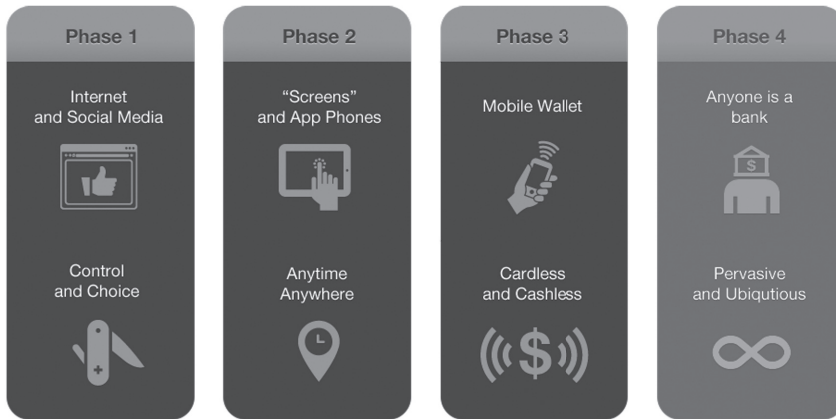 Phase 1
Internet
and Social Media
Control
and Choice
Phase 2
“Screens”
and App Phones
Anytime
Anywhere
Phase 3
Mobile Wallet
Cardless
and Cashless
$
Phase 4
Anyone is a
bank
$
Pervasive
and Ubiqutious